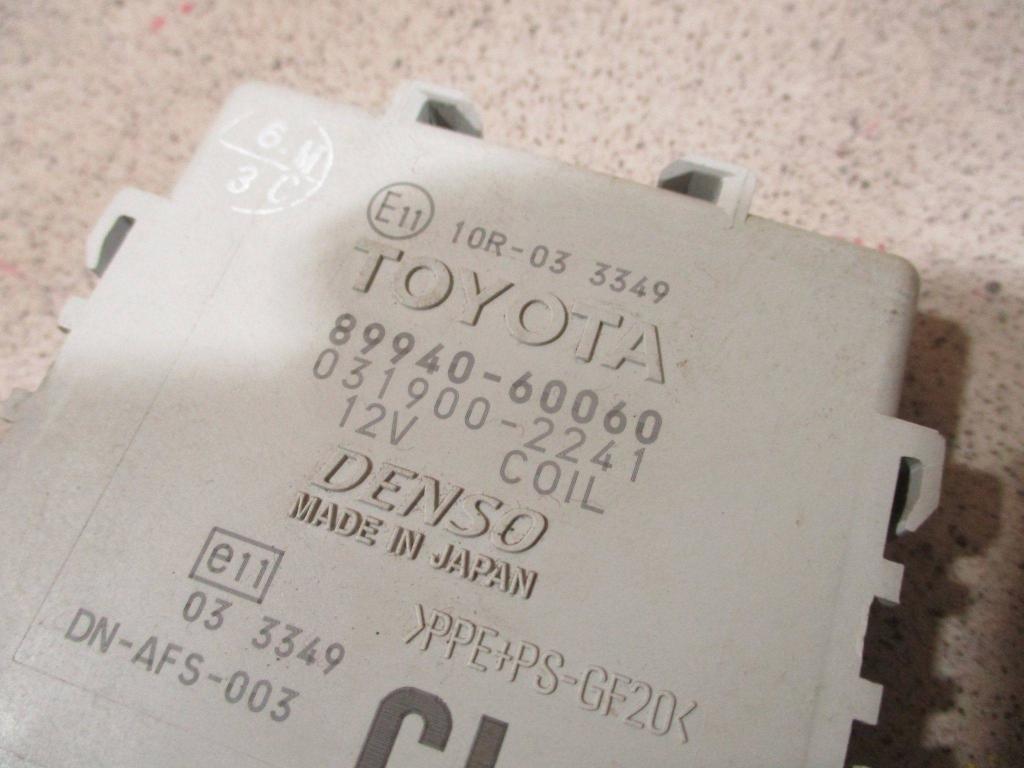 6. M
3 C
E11 10R-03 3349
TOYOTA
89940-60060
031900-2241
12V COIL
DENSO
MADE IN JAPAN
e11
03 3349
DN-AFS-003
>PPE+PS-GF20<